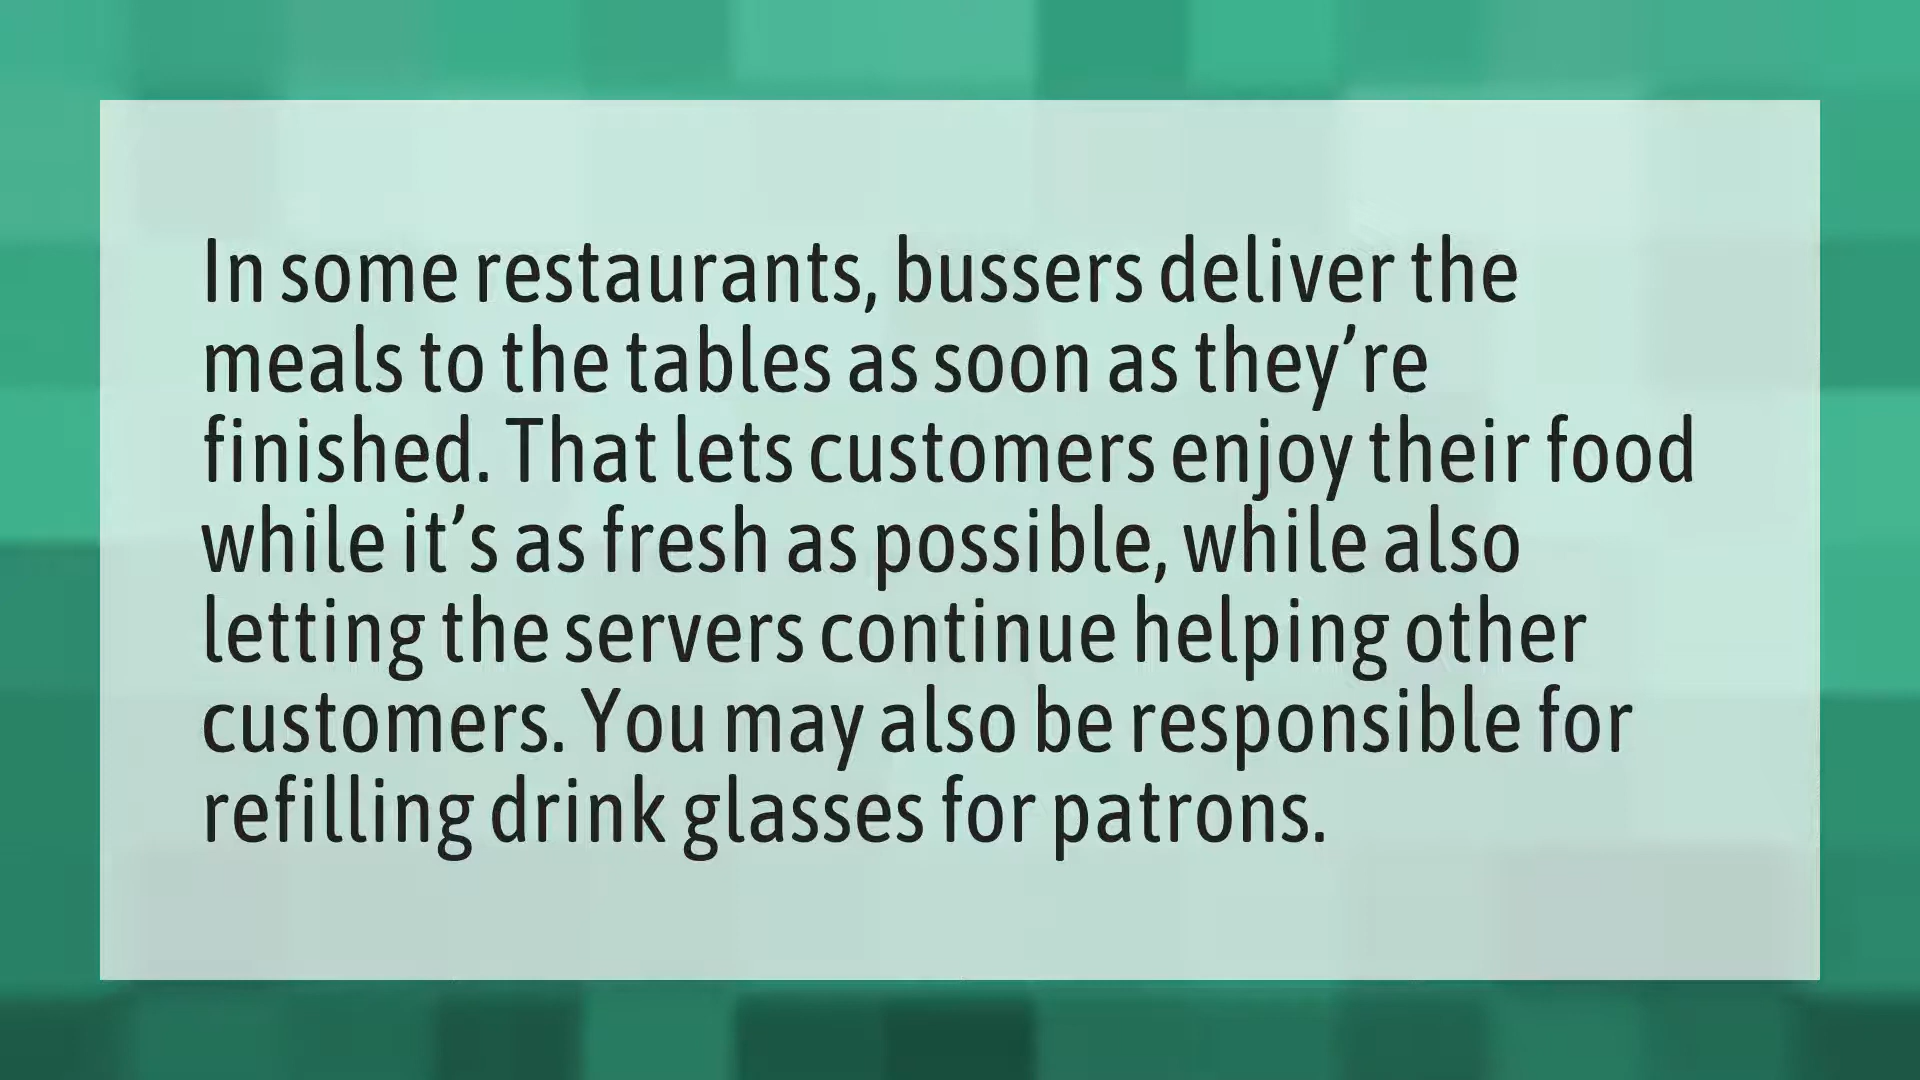 In some restaurants, bussers deliver the
meals to the tables as soon as they’re
finished. That lets customers enjoy their food
while it’s as fresh as possible, while also
letting the servers continue helping other
customers. You may also be responsible for
refilling drink glasses for patrons.